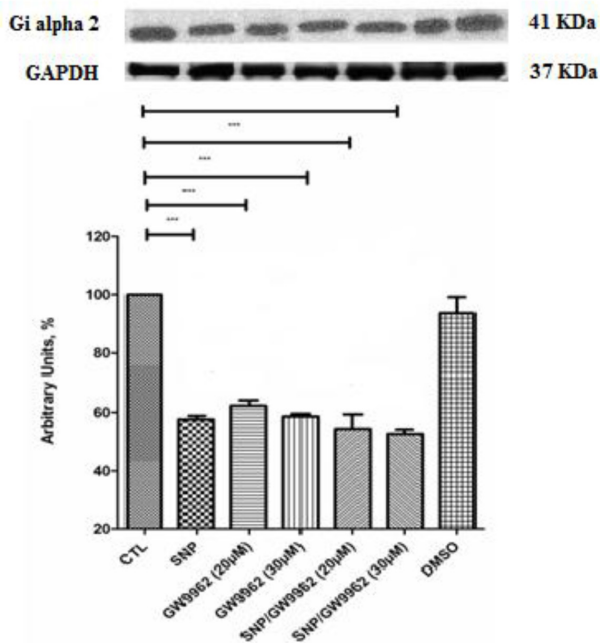 Gi alpha 2 41 KDa
GAPDH 37 KDa
***
***
***
***
***
120
100
80
60
40
20
Arbitrary Units, %
CTL
SNP
GW9962 (20µM)
GW9962 (30µM)
SNP/GW9962 (20µM)
SNP/GW9962 (30µM)
DMSO